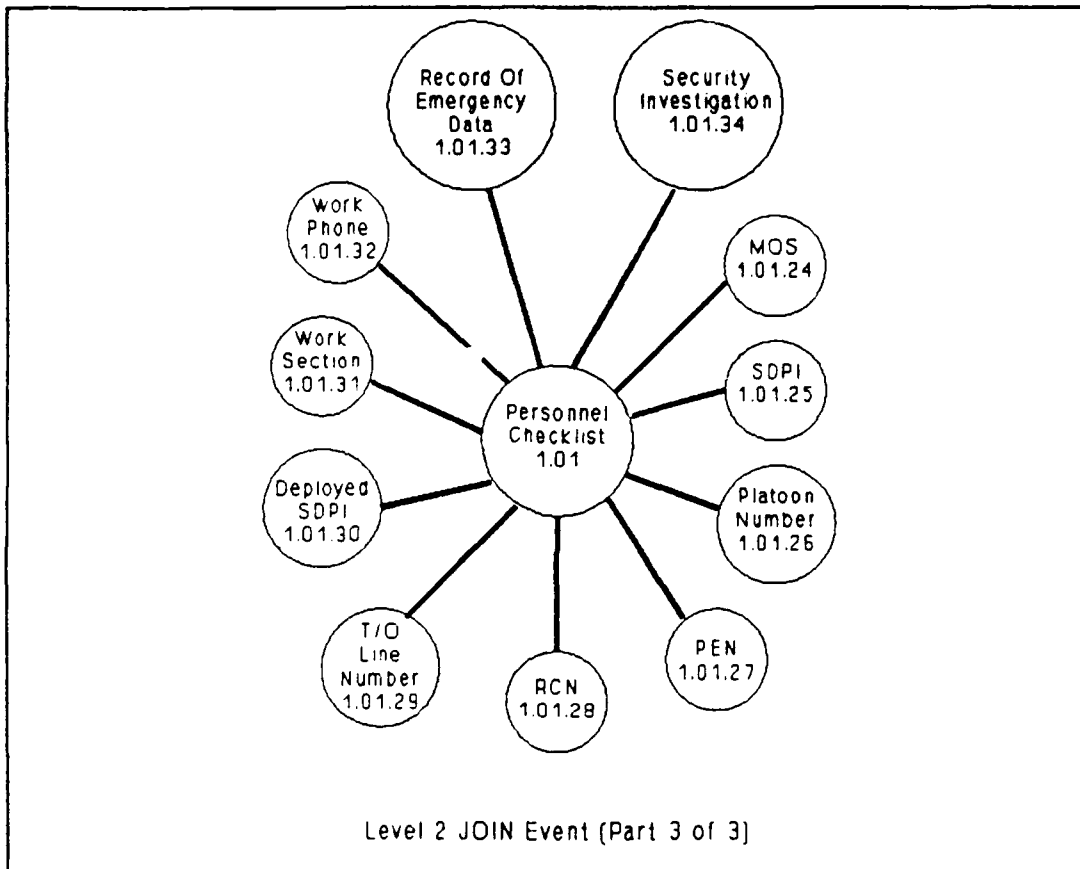 Record Of
Emergency
Data
1.01.33
Security
Investigation
1.01.34
Work
Phone
1.01.32
MOS
1.01.24
Work
Section
1.01.31
SDPI
1.01.25
Personnel
Checklist
1.01
Deployed
SDPI
1.01.30
Platoon
Number
1.01.26
T/O
Line
Number
1.01.29
RCN
1.01.28
PEN
1.01.27
Level 2 JOIN Event (Part 3 of 3)